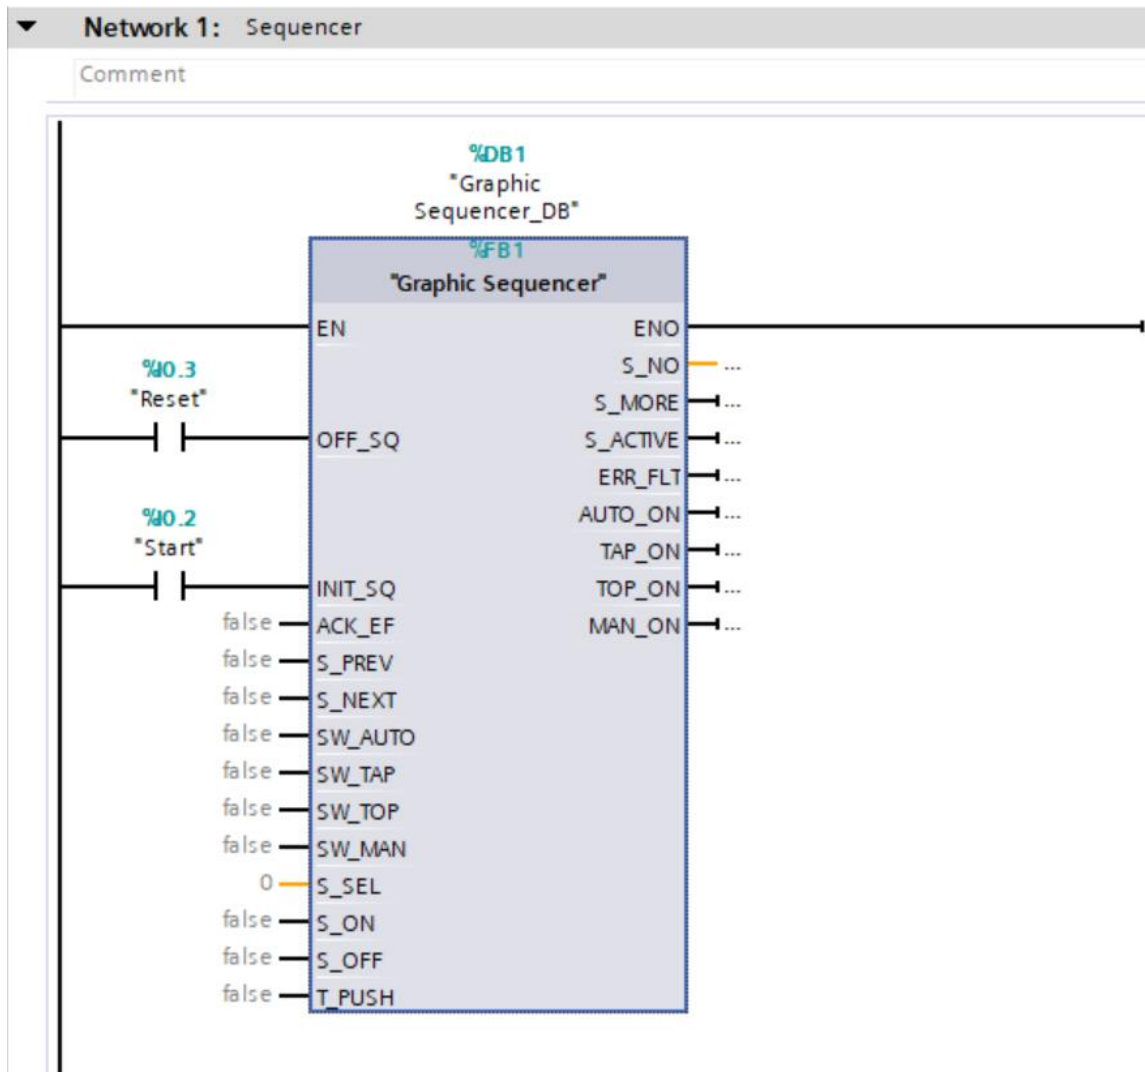 Network 1: Sequencer
Comment
%DB1
"Graphic
Sequencer_DB"
%FB1
"Graphic Sequencer"
EN ENO
%I0.3 S_NO ...
"Reset" S_MORE ...
OFF_SQ S_ACTIVE ...
ERR_FLT ...
%I0.2 AUTO_ON ...
"Start" TAP_ON ...
INIT_SQ TOP_ON ...
false ACK_EF MAN_ON ...
false S_PREV
false S_NEXT
false SW_AUTO
false SW_TAP
false SW_TOP
false SW_MAN
0 S_SEL
false S_ON
false S_OFF
false T_PUSH